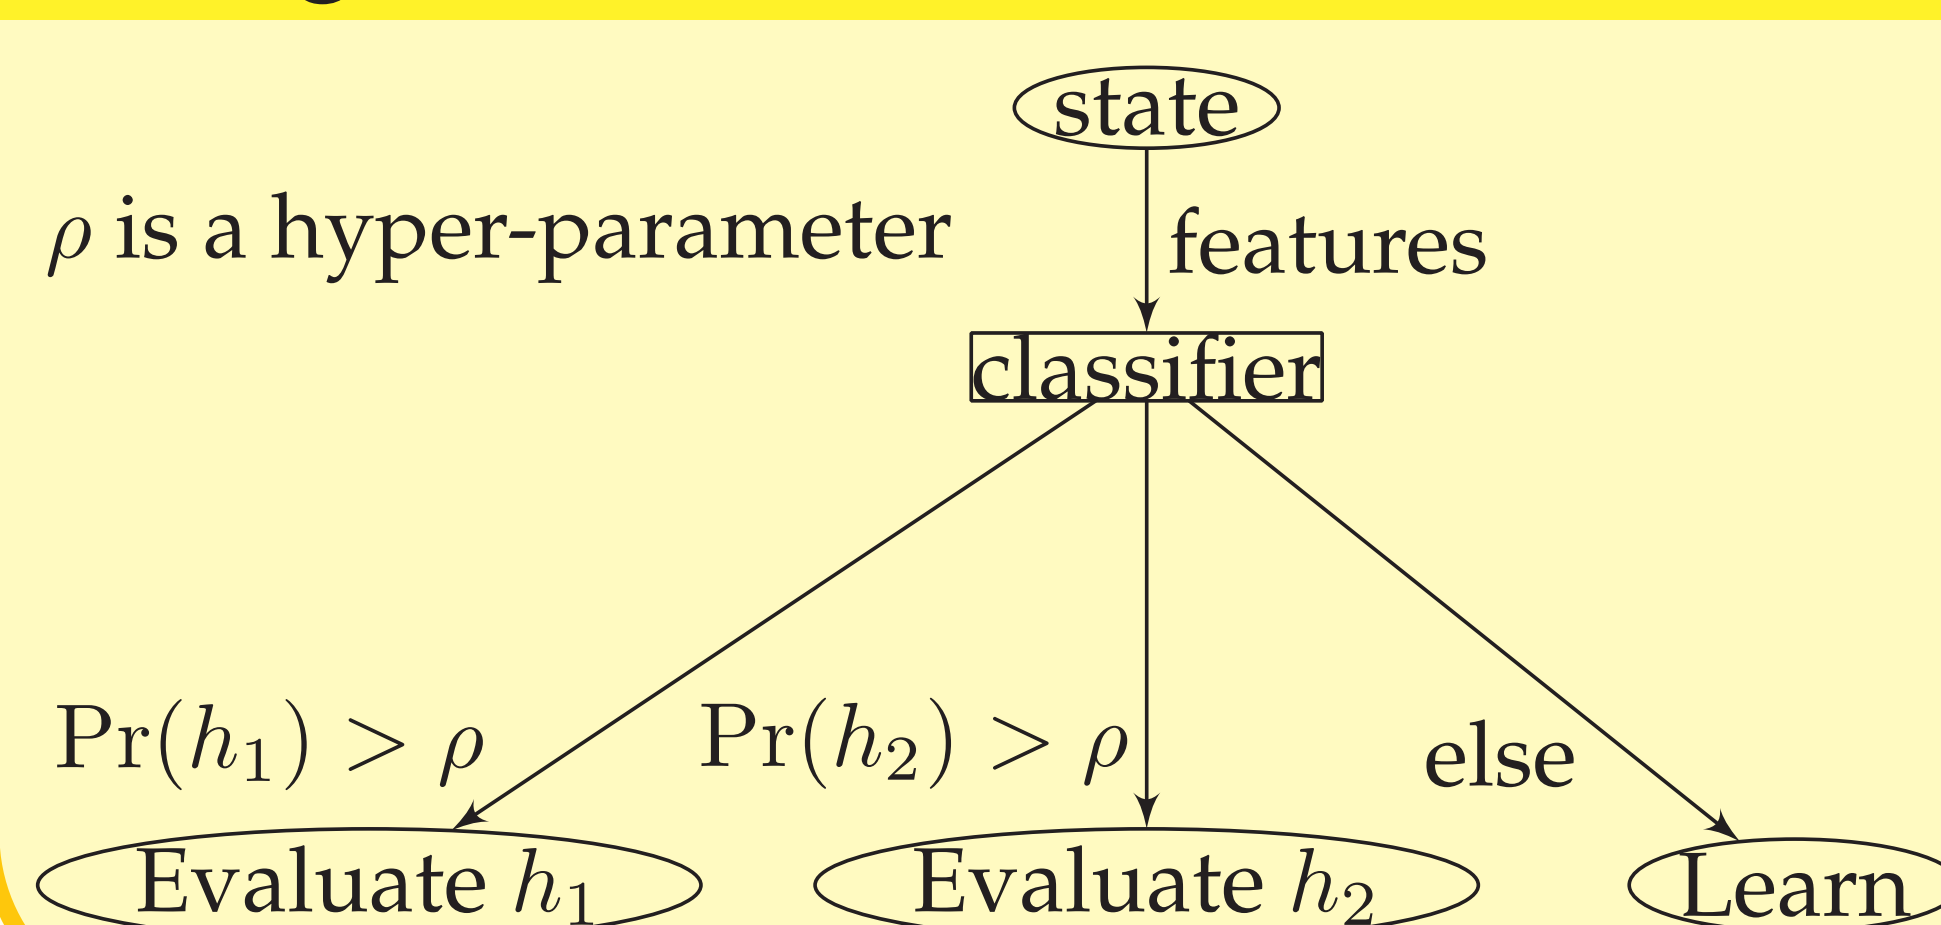 state
ρ is a hyper-parameter
features
classifier
Pr(h₁) > ρ
Pr(h₂) > ρ
else
Evaluate h₁
Evaluate h₂
Learn